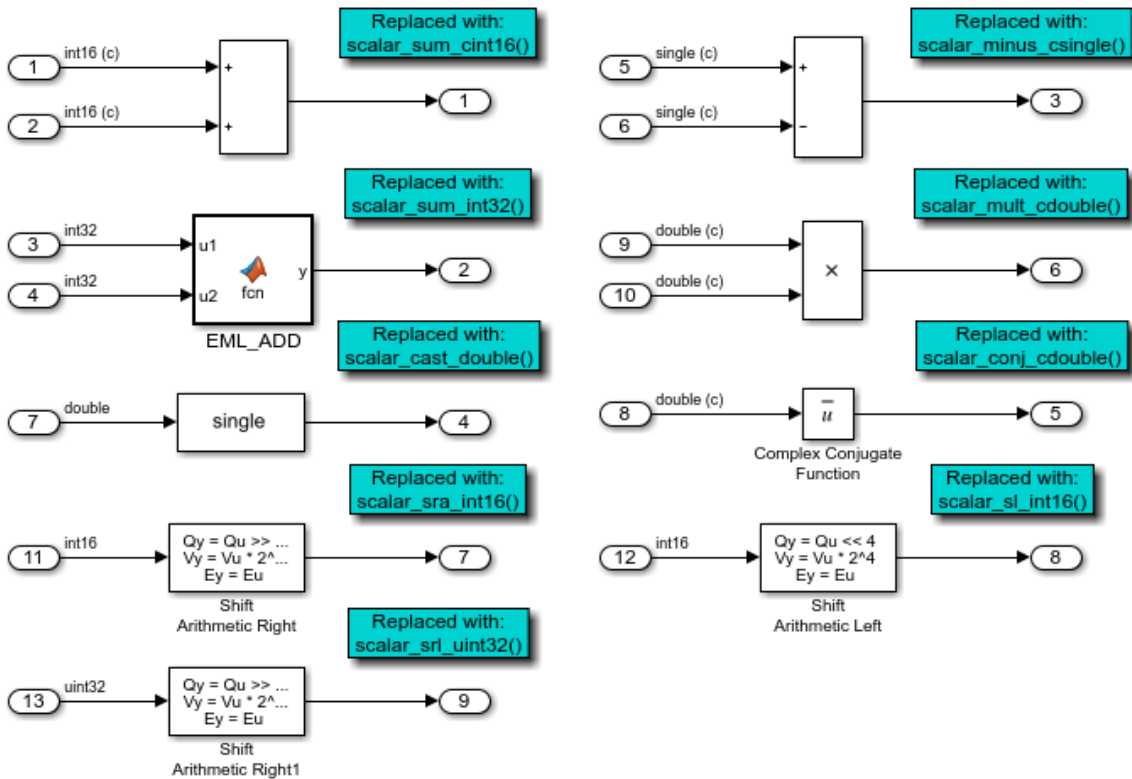 Replaced with:
scalar_sum_cint16()
int16 (c)
1
+
int16 (c)
2
+
1
Replaced with:
scalar_minus_csingle()
single (c)
5
+
single (c)
6
−
3
Replaced with:
scalar_sum_int32()
int32
3
u1
int32
4
u2
fcn
y
2
EML_ADD
Replaced with:
scalar_mult_cdouble()
double (c)
9
double (c)
10
×
6
Replaced with:
scalar_cast_double()
double
7
single
4
Replaced with:
scalar_conj_cdouble()
double (c)
8
u̅
5
Complex Conjugate
Function
Replaced with:
scalar_sra_int16()
int16
11
Qy = Qu >> ...
Vy = Vu * 2^...
Ey = Eu
7
Shift
Arithmetic Right
Replaced with:
scalar_sl_int16()
int16
12
Qy = Qu << 4
Vy = Vu * 2^4
Ey = Eu
8
Shift
Arithmetic Left
Replaced with:
scalar_srl_uint32()
uint32
13
Qy = Qu >> ...
Vy = Vu * 2^...
Ey = Eu
9
Shift
Arithmetic Right1